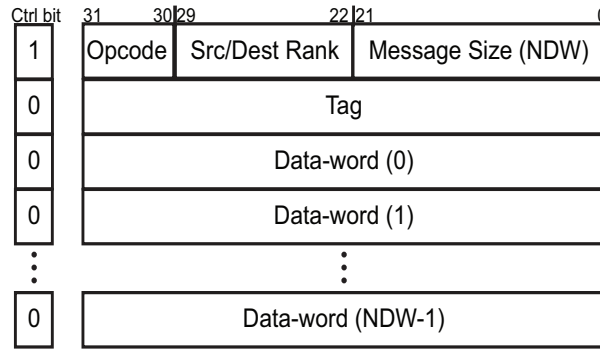 Ctrl bit 31 30 29 22 21 0
1 Opcode Src/Dest Rank Message Size (NDW)
0 Tag
0 Data-word (0)
0 Data-word (1)
0 Data-word (NDW-1)